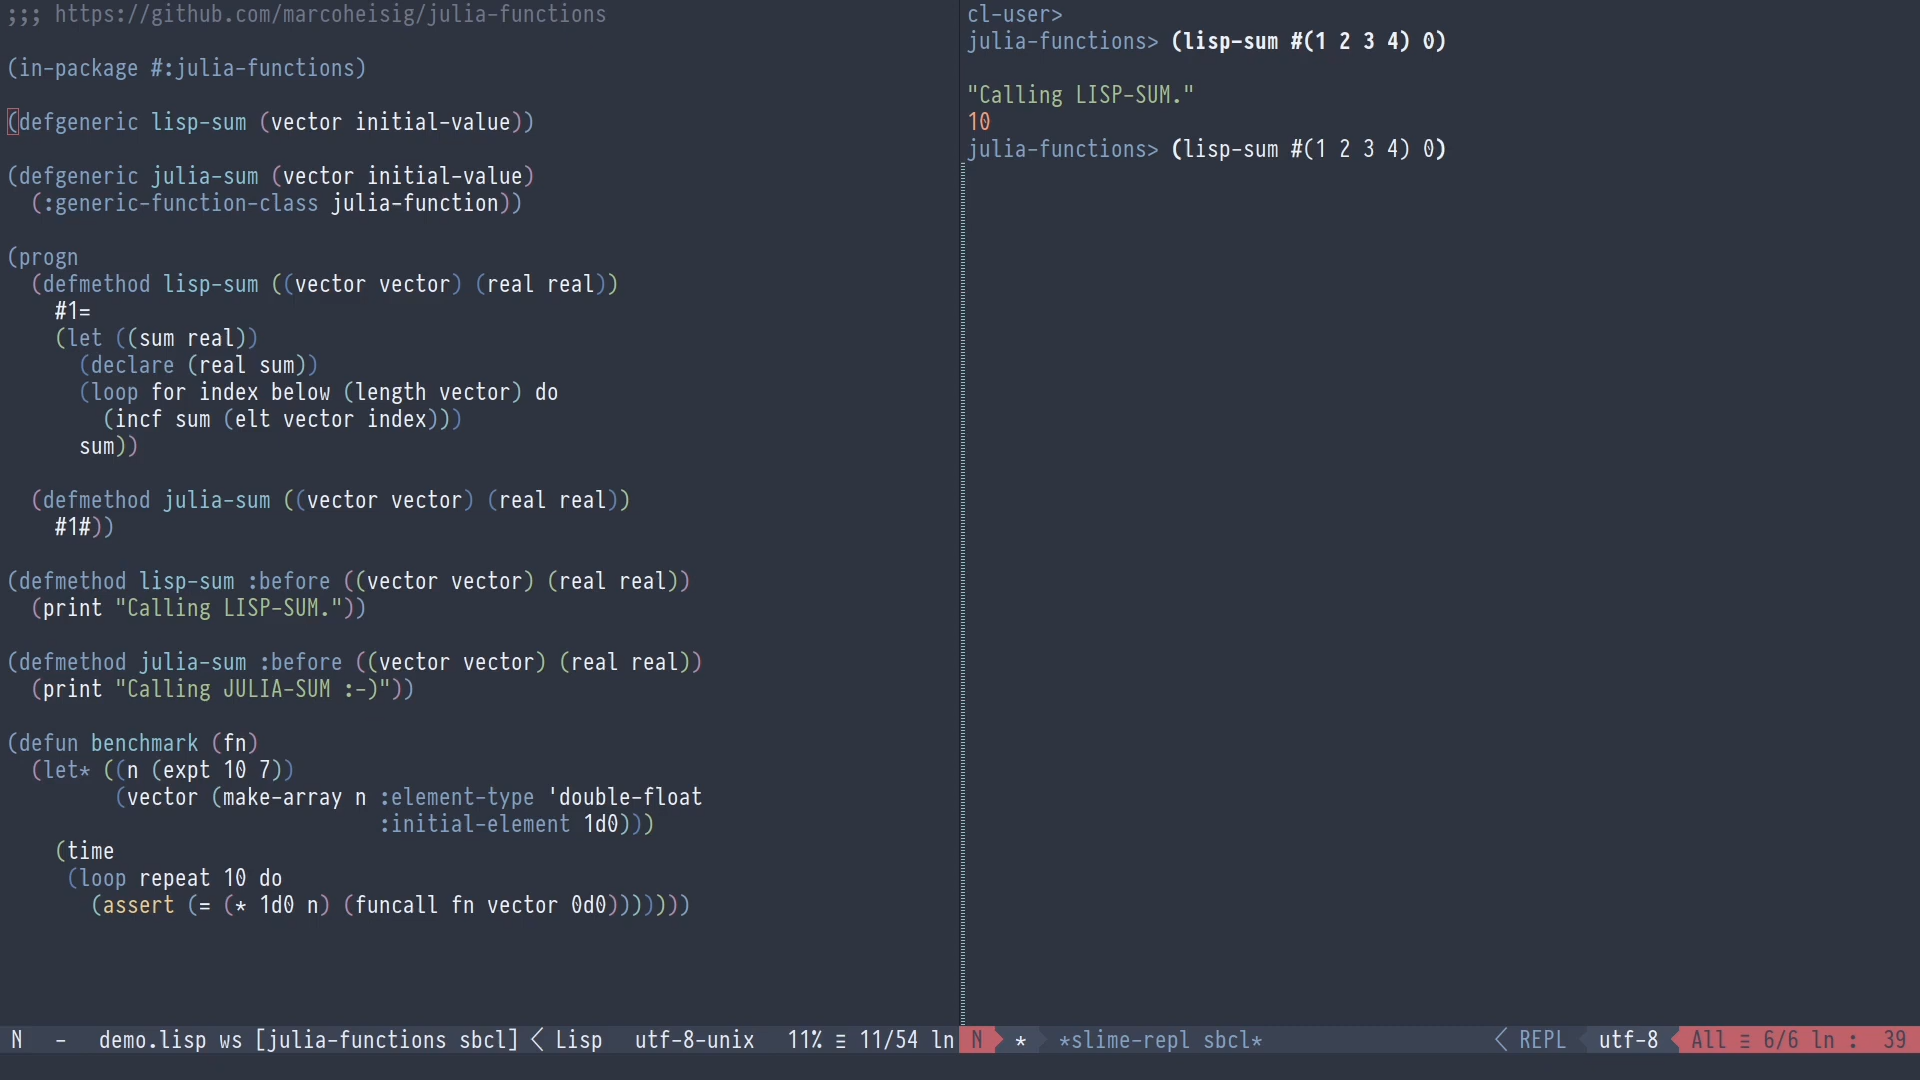 ;;; https://github.com/marcoheisig/julia-functions
(in-package #:julia-functions)
(defgeneric lisp-sum (vector initial-value))
(defgeneric julia-sum (vector initial-value)
  (:generic-function-class julia-function))
(progn
  (defmethod lisp-sum ((vector vector) (real real))
    #1=
    (let ((sum real))
      (declare (real sum))
      (loop for index below (length vector) do
        (incf sum (elt vector index)))
      sum))
  (defmethod julia-sum ((vector vector) (real real))
    #1#))
(defmethod lisp-sum :before ((vector vector) (real real))
  (print "Calling LISP-SUM."))
(defmethod julia-sum :before ((vector vector) (real real))
  (print "Calling JULIA-SUM :-)"))
(defun benchmark (fn)
  (let* ((n (expt 10 7))
         (vector (make-array n :element-type 'double-float
                               :initial-element 1d0)))
    (time
     (loop repeat 10 do
       (assert (= (* 1d0 n) (funcall fn vector 0d0)))))))
N - demo.lisp ws [julia-functions sbcl] Lisp utf-8-unix 11% ≡ 11/54 ln
cl-user>
julia-functions> (lisp-sum #(1 2 3 4) 0)
"Calling LISP-SUM."
10
julia-functions> (lisp-sum #(1 2 3 4) 0)
N * *slime-repl sbcl* REPL utf-8 All ≡ 6/6 ln : 39